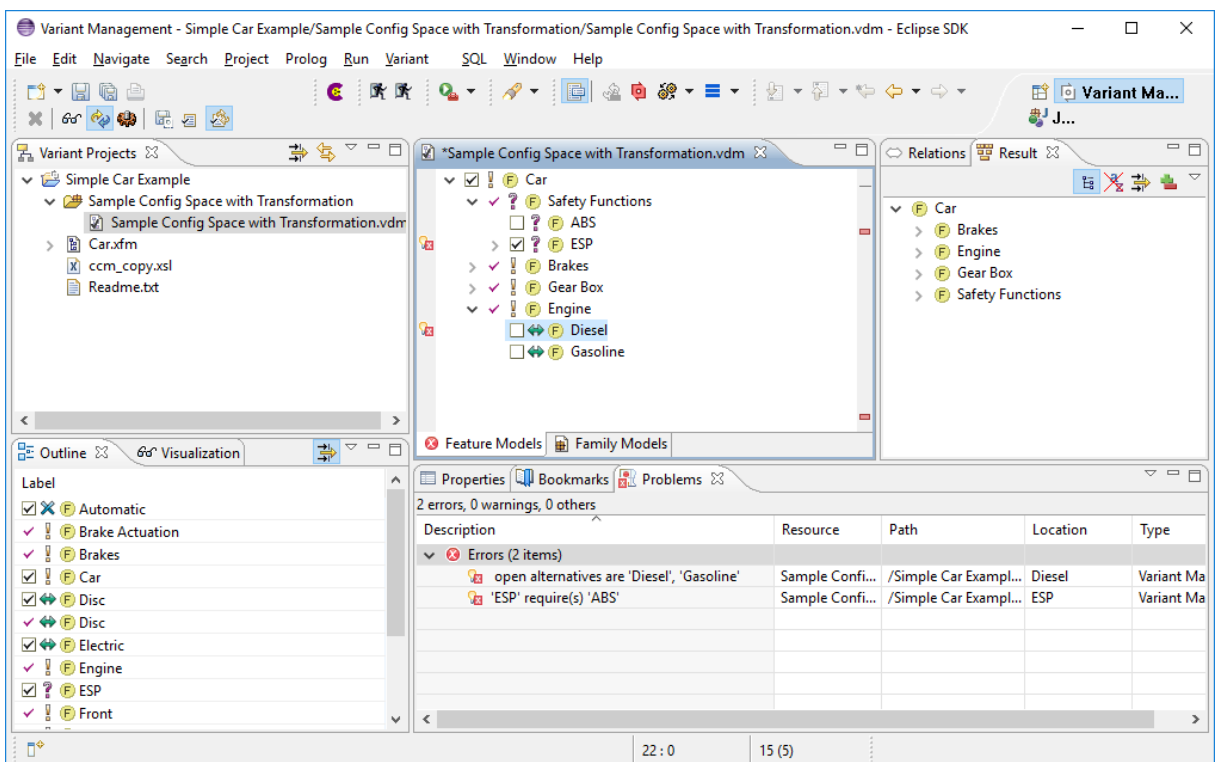 Variant Management - Simple Car Example/Sample Config Space with Transformation/Sample Config Space with Transformation.vdm - Eclipse SDK
File Edit Navigate Search Project Prolog Run Variant SQL Window Help
Variant Ma...
J...
Variant Projects
Simple Car Example
Sample Config Space with Transformation
Sample Config Space with Transformation.vdm
Car.xfm
ccm_copy.xsl
Readme.txt
*Sample Config Space with Transformation.vdm
Car
Safety Functions
ABS
ESP
Brakes
Gear Box
Engine
Diesel
Gasoline
Feature Models Family Models
Relations Result
Car
Brakes
Engine
Gear Box
Safety Functions
Outline Visualization
Label
Automatic
Brake Actuation
Brakes
Car
Disc
Disc
Electric
Engine
ESP
Front
Properties Bookmarks Problems
2 errors, 0 warnings, 0 others
Description Resource Path Location Type
Errors (2 items)
open alternatives are 'Diesel', 'Gasoline' Sample Confi... /Simple Car Exampl... Diesel Variant Ma
'ESP' require(s) 'ABS' Sample Confi... /Simple Car Exampl... ESP Variant Ma
22 : 0 15 (5)